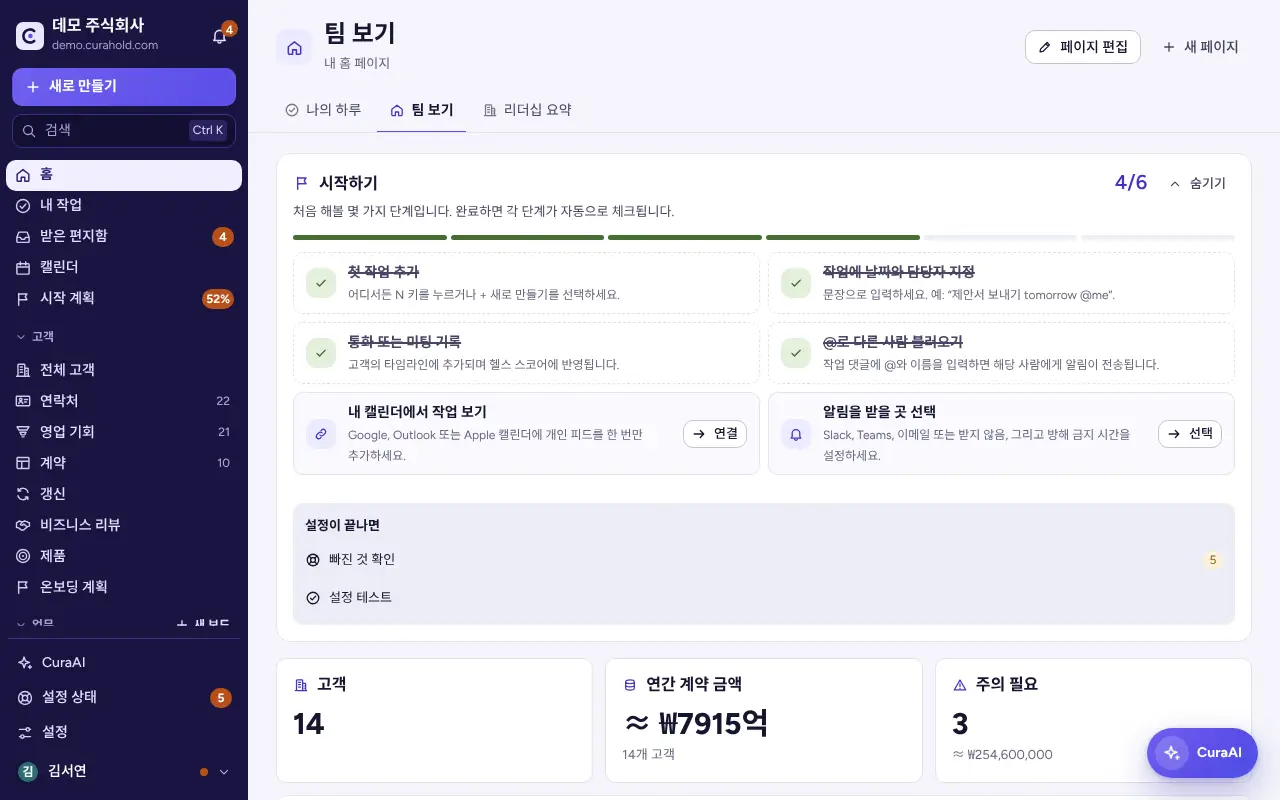 데모 주식회사
demo.curahold.com
4
새로 만들기
검색
Ctrl K
홈
내 작업
받은 편지함
4
캘린더
시작 계획
52%
고객
전체 고객
연락처
22
영업 기회
21
계약
10
갱신
비즈니스 리뷰
제품
온보딩 계획
업무
새 보드
CuraAI
설정 상태
5
설정
김
김서연
팀 보기
내 홈 페이지
페이지 편집
새 페이지
나의 하루
팀 보기
리더십 요약
시작하기
4/6
숨기기
처음 해볼 몇 가지 단계입니다. 완료하면 각 단계가 자동으로 체크됩니다.
첫 작업 추가
어디서든 N 키를 누르거나 + 새로 만들기를 선택하세요.
작업에 날짜와 담당자 지정
문장으로 입력하세요. 예: “제안서 보내기 tomorrow @me”.
통화 또는 미팅 기록
고객의 타임라인에 추가되며 헬스 스코어에 반영됩니다.
@로 다른 사람 불러오기
작업 댓글에 @와 이름을 입력하면 해당 사람에게 알림이 전송됩니다.
내 캘린더에서 작업 보기
Google, Outlook 또는 Apple 캘린더에 개인 피드를 한 번만
추가하세요.
연결
알림을 받을 곳 선택
Slack, Teams, 이메일 또는 받지 않음, 그리고 방해 금지 시간을
설정하세요.
선택
설정이 끝나면
빠진 것 확인
5
설정 테스트
고객
14
연간 계약 금액
≈ ₩7915억
14개 고객
주의 필요
3
≈ ₩254,600,000
CuraAI